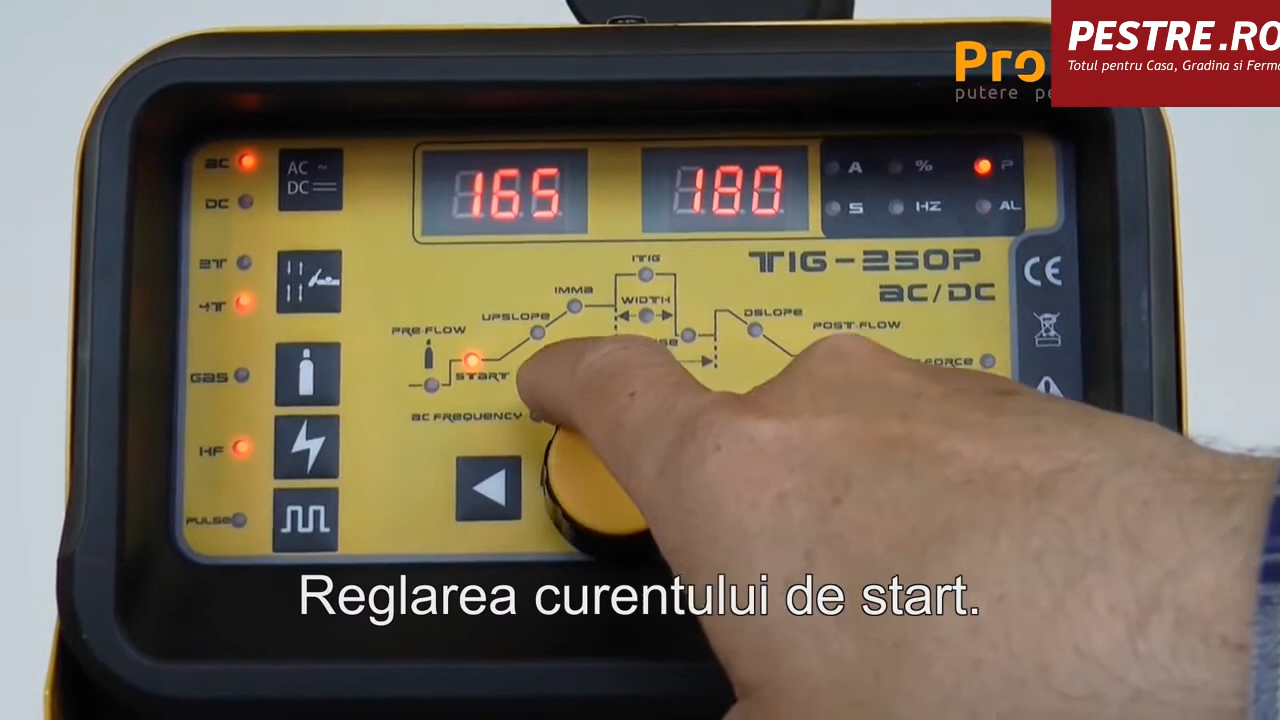 PESTRE.RO
Totul pentru Casa, Gradina si Ferma
Pro
putere pe
AC
DC
2T
4T
GAS
HF
PULSE
AC ~
DC
165
180
A
%
P
S
HZ
AL
TIG-250P
AC/DC
CE
ITIG
IMMA
WIDTH
UPSLOPE
DSLOPE
PRE-FLOW
POST-FLOW
START
FORCE
AC FREQUENCY
Reglarea curentului de start.